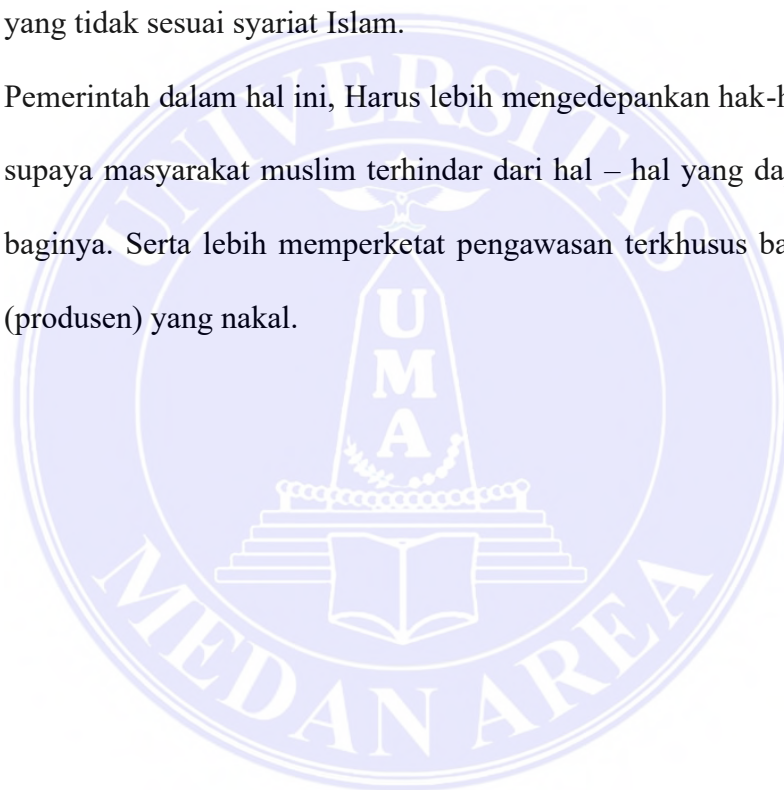 yang tidak sesuai syariat Islam.
Pemerintah dalam hal ini, Harus lebih mengedepankan hak-h
supaya masyarakat muslim terhindar dari hal – hal yang da
baginya. Serta lebih memperketat pengawasan terkhusus ba
(produsen) yang nakal.
UNIVERSITAS
UMA
MEDAN AREA